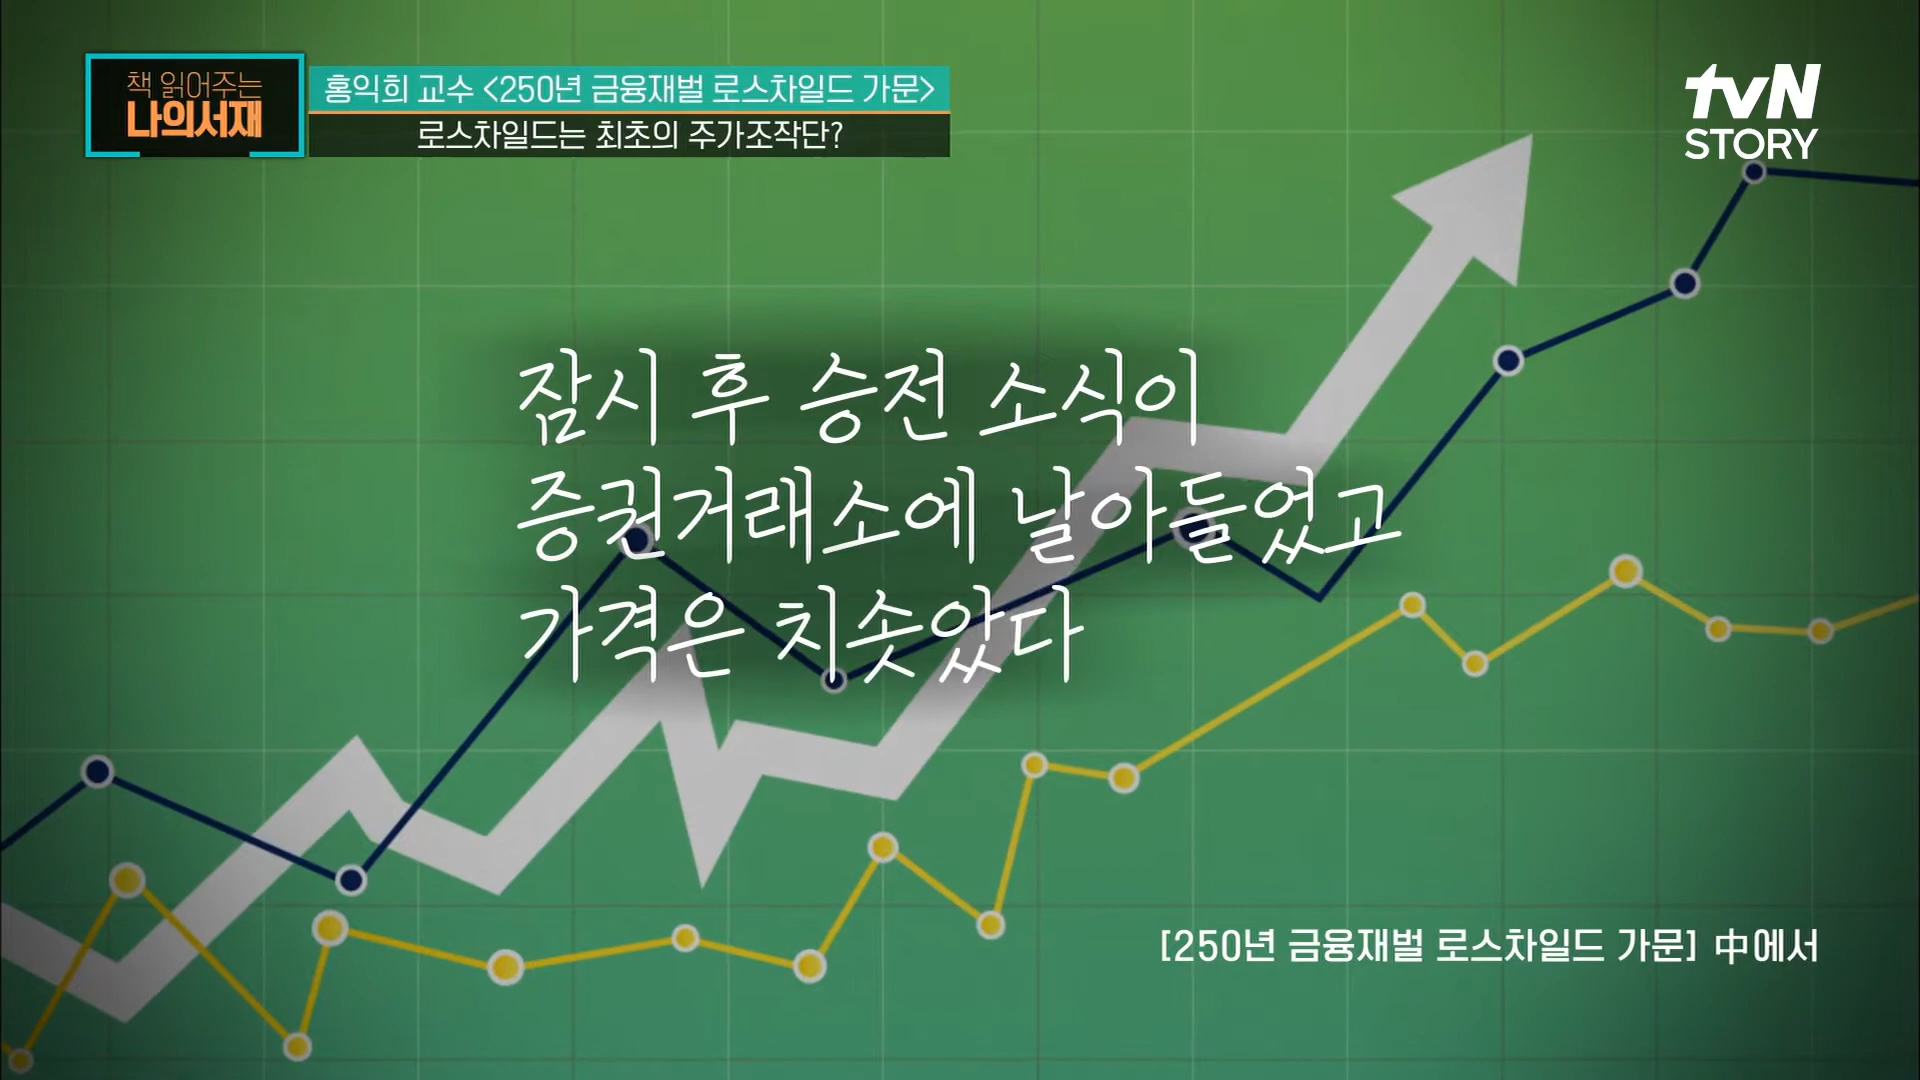 책 읽어주는
나의서재
홍익희 교수 <250년 금융재벌 로스차일드 가문>
로스차일드는 최초의 주가조작단?
tvN
STORY
잠시 후 승전 소식이
증권거래소에 날아들었고
가격은 치솟았다
[250년 금융재벌 로스차일드 가문] 中에서